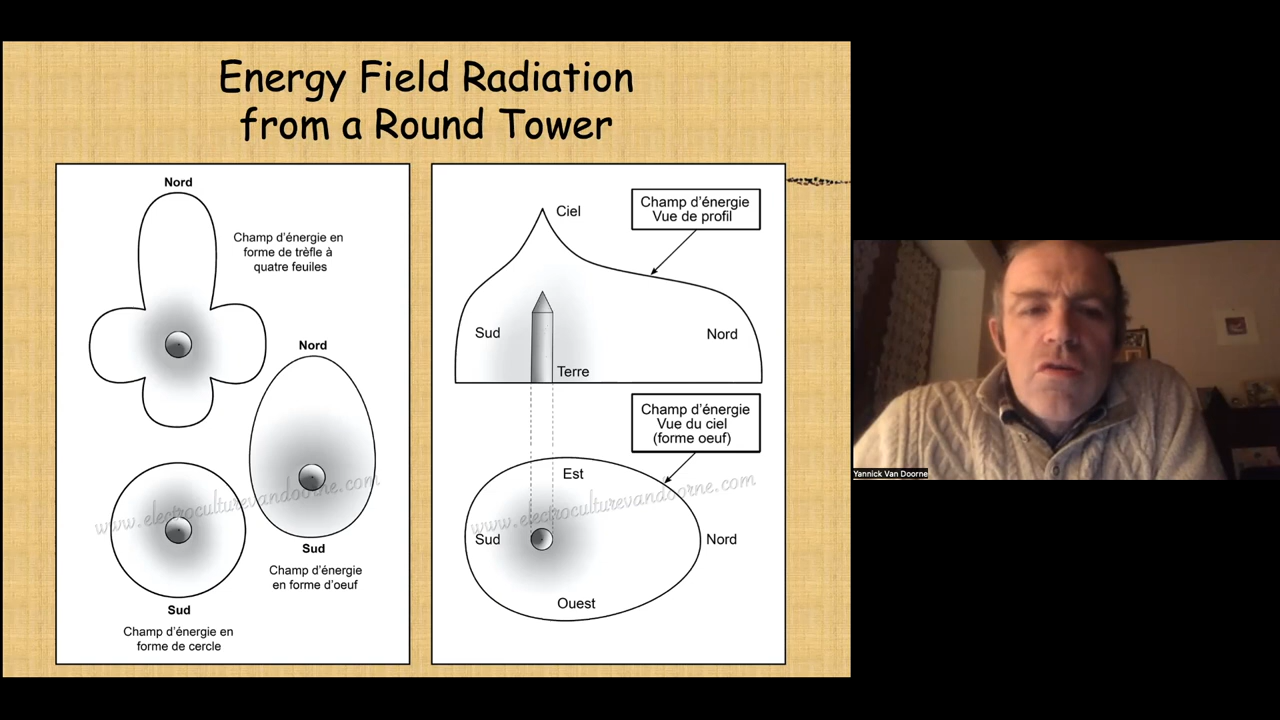 Energy Field Radiation
from a Round Tower
Nord
Champ d'énergie en
forme de trèfle à
quatre feuilles
Nord
Sud
Champ d'énergie
en forme d'oeuf
Sud
Champ d'énergie en
forme de cercle
www.electroculturevandoorne.com
Ciel
Champ d'énergie
Vue de profil
Sud
Nord
Terre
Champ d'énergie
Vue du ciel
(forme oeuf)
Est
Sud
Nord
Ouest
www.electroculturevandoorne.com
Yannick Van Doorne